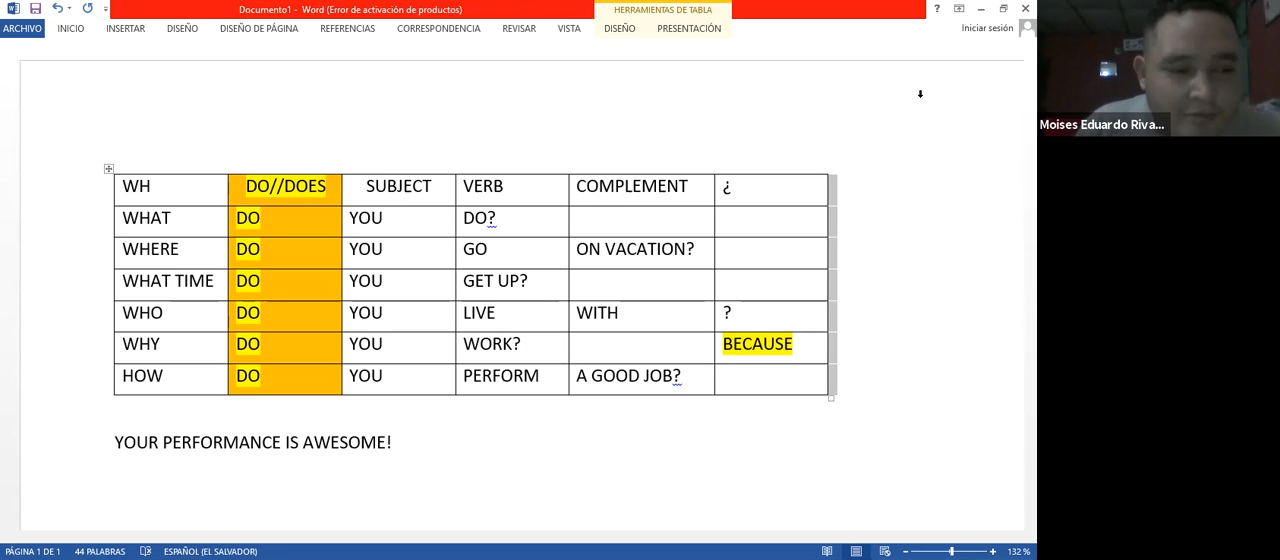 Documento1 - Word (Error de activación de productos)
HERRAMIENTAS DE TABLA
?
ARCHIVO INICIO INSERTAR DISEÑO DISEÑO DE PÁGINA REFERENCIAS CORRESPONDENCIA REVISAR VISTA DISEÑO PRESENTACIÓN Iniciar sesión
Moises Eduardo Riva...
WH DO//DOES SUBJECT VERB COMPLEMENT ¿
WHAT DO YOU DO?
WHERE DO YOU GO ON VACATION?
WHAT TIME DO YOU GET UP?
WHO DO YOU LIVE WITH ?
WHY DO YOU WORK? BECAUSE
HOW DO YOU PERFORM A GOOD JOB?
YOUR PERFORMANCE IS AWESOME!
PÁGINA 1 DE 1 44 PALABRAS ESPAÑOL (EL SALVADOR) 132 %